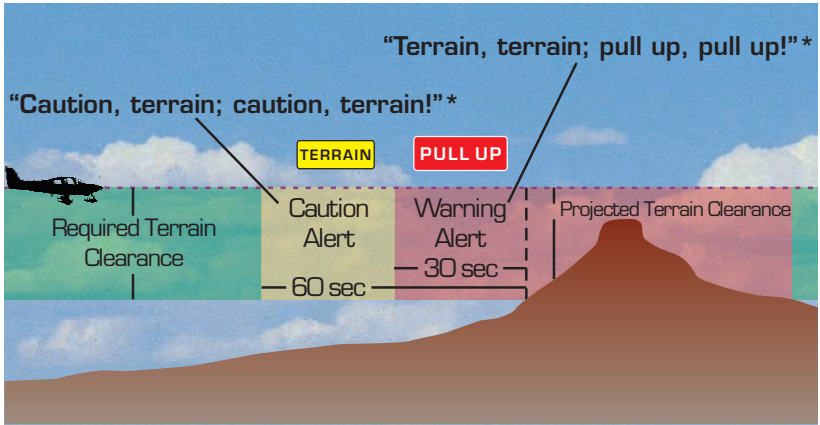 “Terrain, terrain; pull up, pull up!”*
“Caution, terrain; caution, terrain!”*
TERRAIN
PULL UP
Required Terrain
Clearance
Caution
Alert
Warning
Alert
Projected Terrain Clearance
30 sec
60 sec